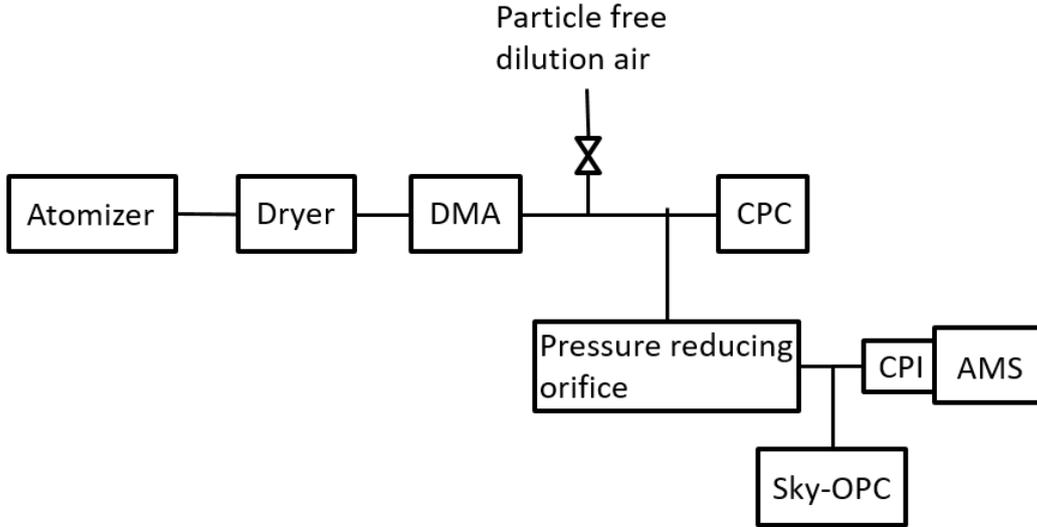 Particle free
dilution air
Atomizer
Dryer
DMA
CPC
Pressure reducing
orifice
CPI
AMS
Sky-OPC